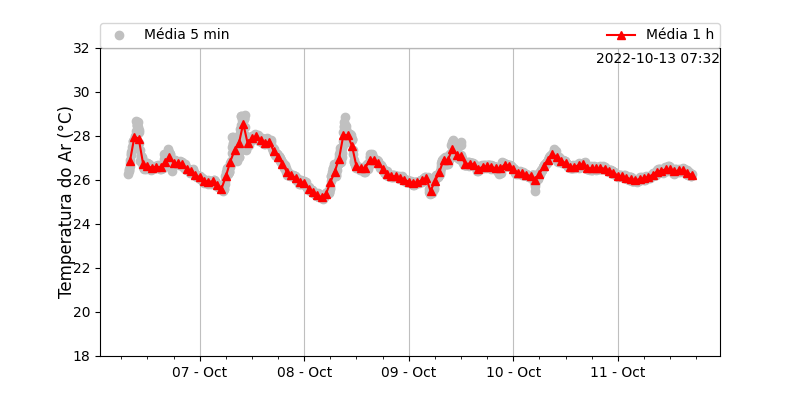 Média 5 min
Média 1 h
2022-10-13 07:32
Temperatura do Ar (°C)
32
30
28
26
24
22
20
18
07 - Oct
08 - Oct
09 - Oct
10 - Oct
11 - Oct